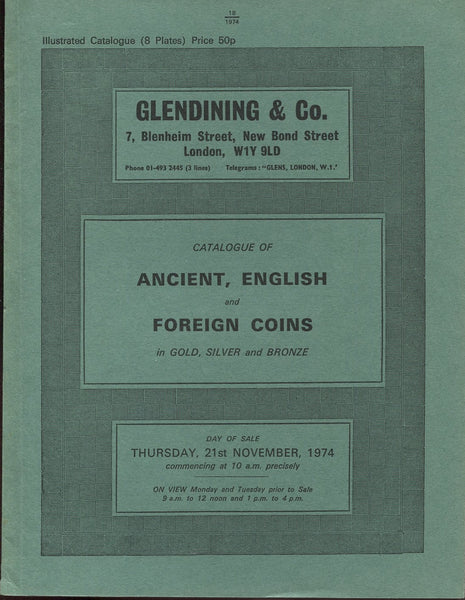 18
1974
Illustrated Catalogue (8 Plates) Price 50p
GLENDINING & Co.
7, Blenheim Street, New Bond Street
London, W1Y 9LD
Phone 01-493 2445 (3 lines) Telegrams: "GLENS, LONDON, W.1."
CATALOGUE OF
ANCIENT, ENGLISH
and
FOREIGN COINS
in GOLD, SILVER and BRONZE
DAY OF SALE
THURSDAY, 21st NOVEMBER, 1974
commencing at 10 a.m. precisely
ON VIEW Monday and Tuesday prior to Sale
9 a.m. to 12 noon and 1 p.m. to 4 p.m.